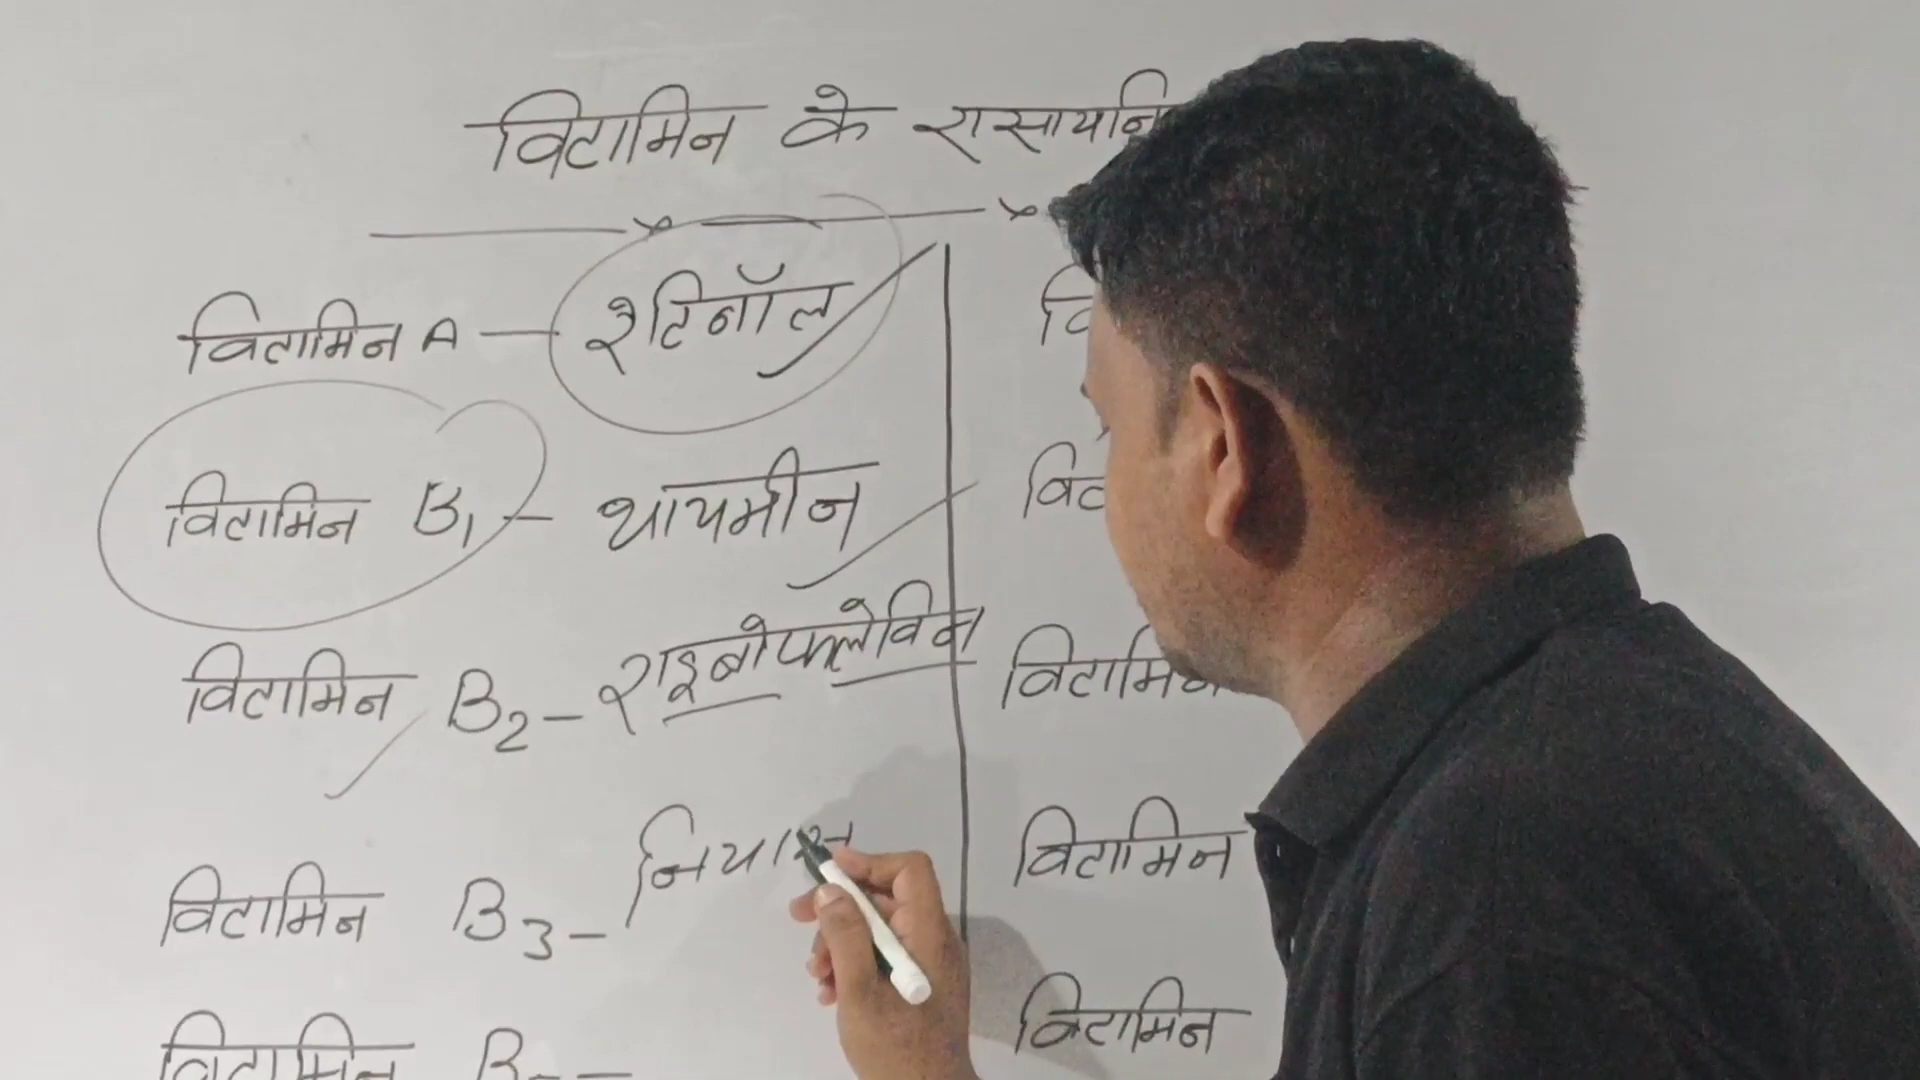 विटामिन के रासायनि
विटामिन A — रेटिनॉल
विटामिन B1 — थायमीन
विटामिन B2 – राइबोफ्लेविन
विटामिन B3 –
विटामिन
विटामिन
विटामिन
विटामिन